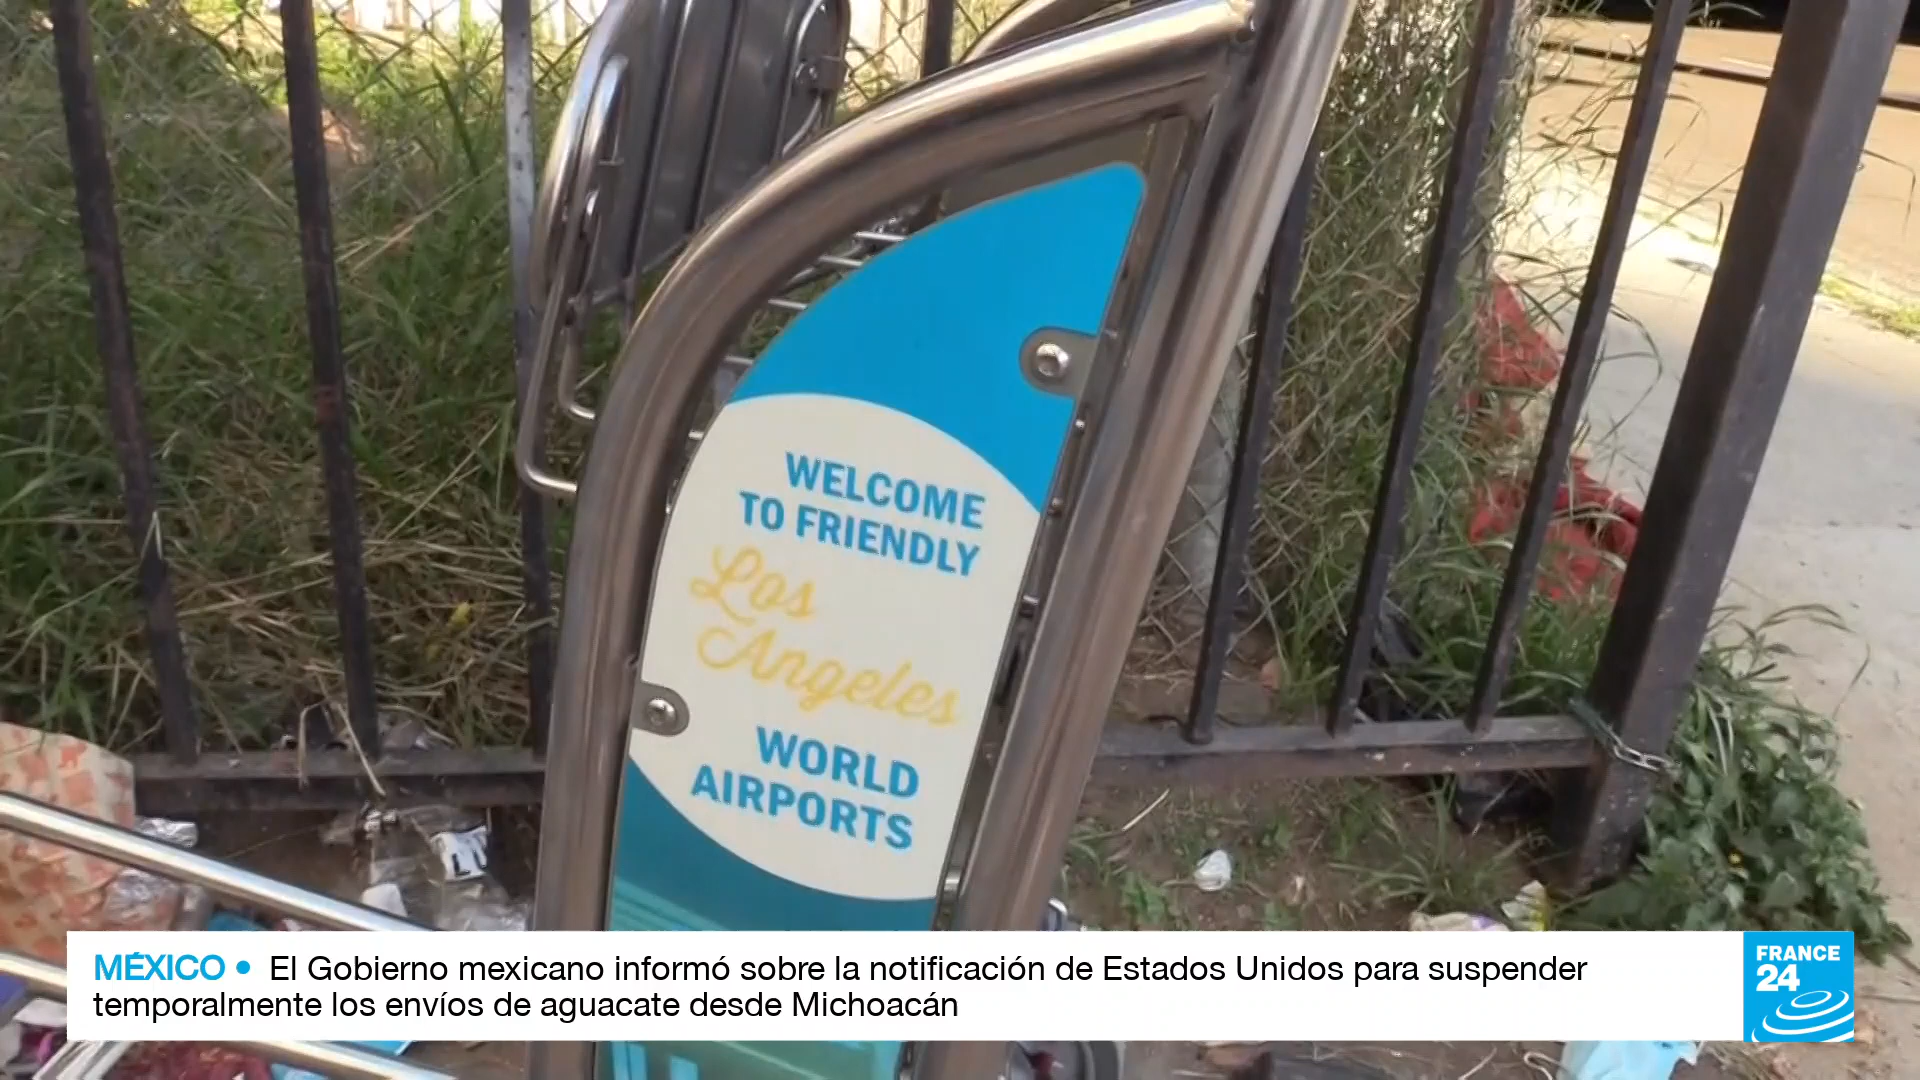 WELCOME
TO FRIENDLY
Los
Angeles
WORLD
AIRPORTS
MÉXICO • El Gobierno mexicano informó sobre la notificación de Estados Unidos para suspender
temporalmente los envíos de aguacate desde Michoacán
FRANCE
24